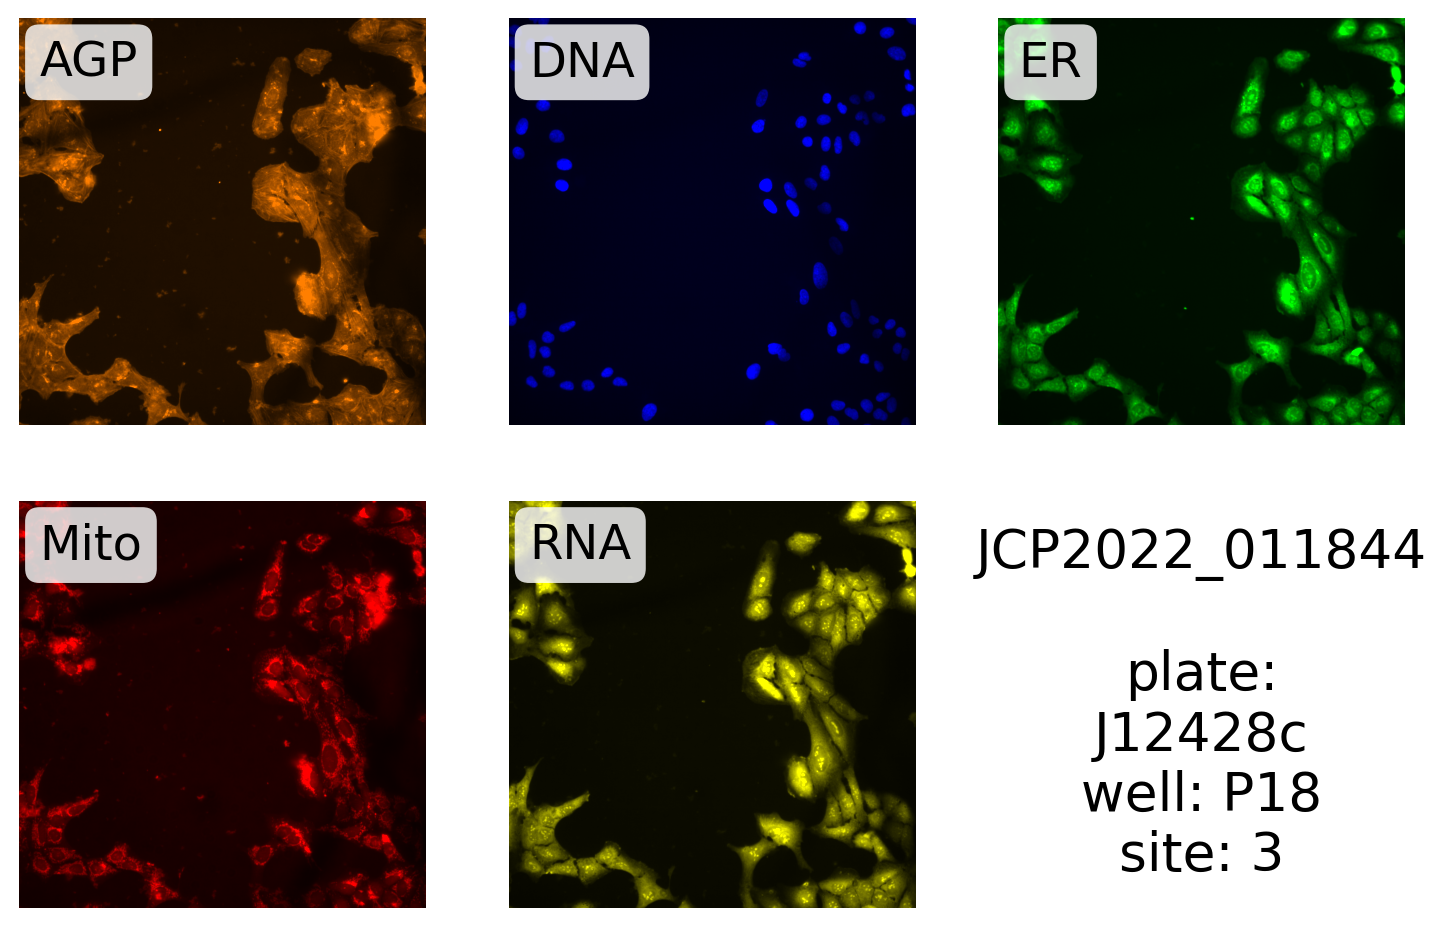 AGP
DNA
ER
Mito
RNA
JCP2022_011844
plate:
J12428c
well: P18
site: 3